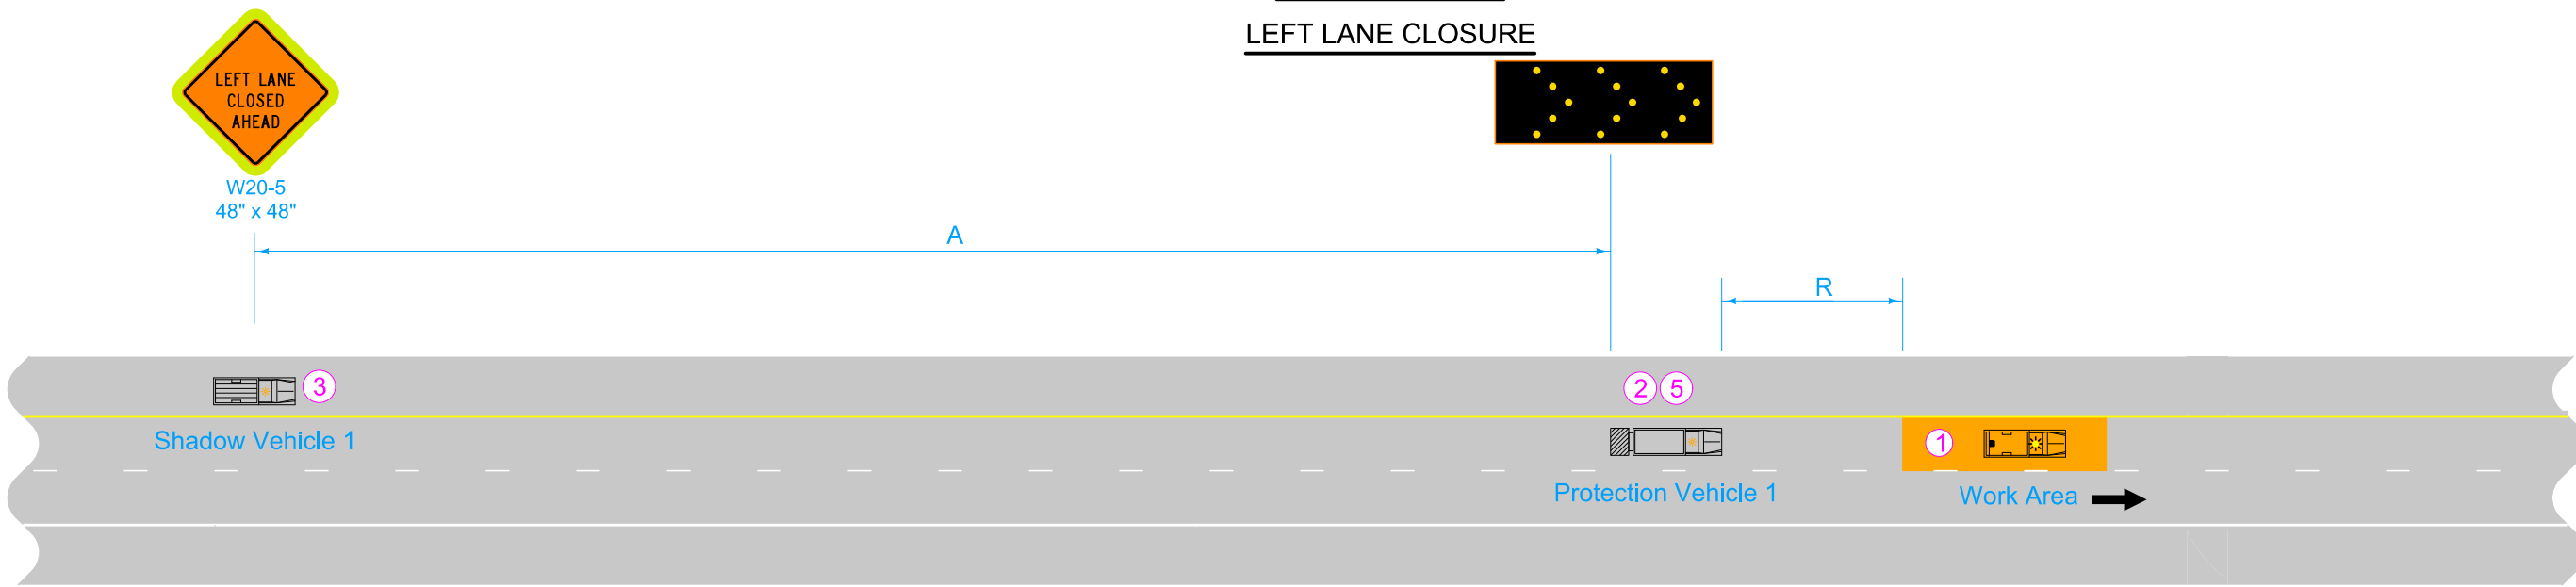 LEFT LANE CLOSURE
LEFT LANE
CLOSED
AHEAD
W20-5
48" x 48"
A
R
3
2 5
Shadow Vehicle 1
1
Protection Vehicle 1
Work Area